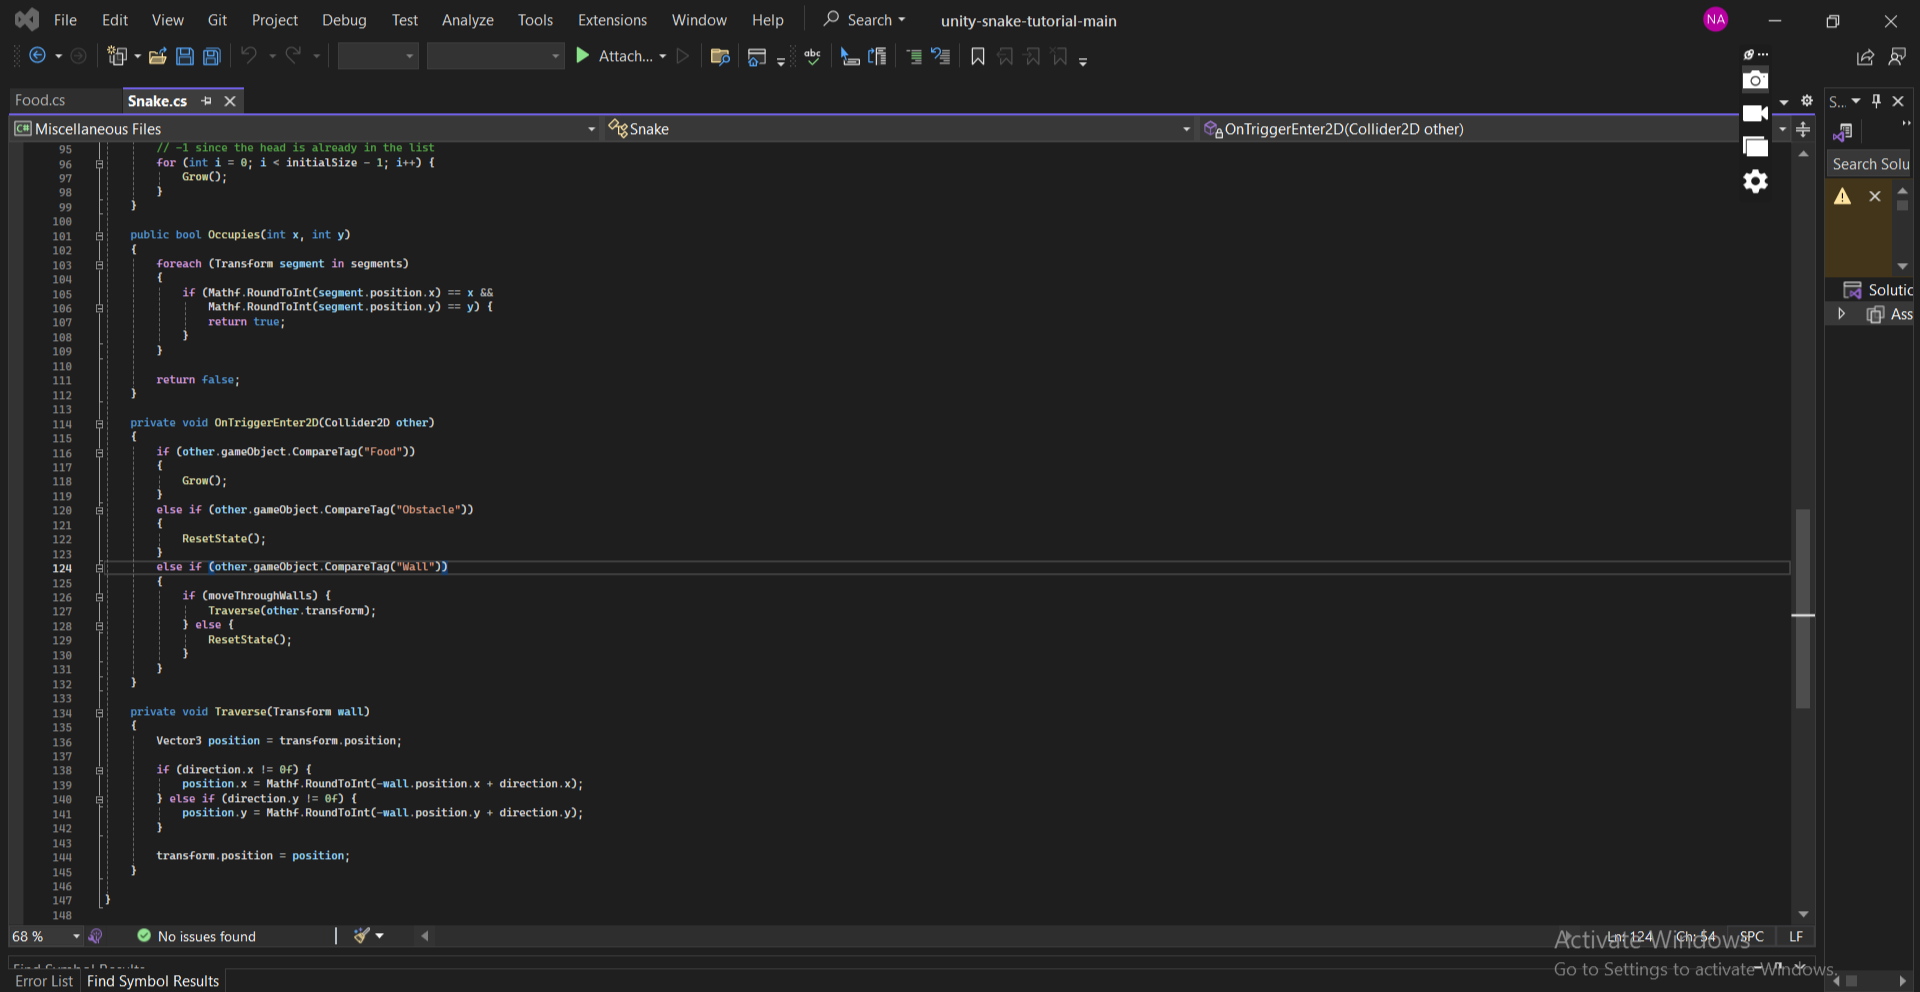 File Edit View Git Project Debug Test Analyze Tools Extensions Window Help Search unity-snake-tutorial-main NA
Attach...
Food.cs Snake.cs
Miscellaneous Files Snake OnTriggerEnter2D(Collider2D other)
S...
Search Solu
95 // -1 since the head is already in the list
96 for (int i = 0; i < initialSize - 1; i++) {
97 Grow();
98 }
99 }
100
101 public bool Occupies(int x, int y)
102 {
103 foreach (Transform segment in segments)
104 {
105 if (Mathf.RoundToInt(segment.position.x) == x &&
106 Mathf.RoundToInt(segment.position.y) == y) {
107 return true;
108 }
109 }
110
111 return false;
112 }
113
114 private void OnTriggerEnter2D(Collider2D other)
115 {
116 if (other.gameObject.CompareTag("Food"))
117 {
118 Grow();
119 }
120 else if (other.gameObject.CompareTag("Obstacle"))
121 {
122 ResetState();
123 }
124 else if (other.gameObject.CompareTag("Wall"))
125 {
126 if (moveThroughWalls) {
127 Traverse(other.transform);
128 } else {
129 ResetState();
130 }
131 }
132 }
133
134 private void Traverse(Transform wall)
135 {
136 Vector3 position = transform.position;
137
138 if (direction.x != 0f) {
139 position.x = Mathf.RoundToInt(-wall.position.x + direction.x);
140 } else if (direction.y != 0f) {
141 position.y = Mathf.RoundToInt(-wall.position.y + direction.y);
142 }
143
144 transform.position = position;
145 }
146
147 }
148
Solutic
Ass
68 % No issues found Ln: 124 Ch: 54 SPC LF
Activate Windows
Go to Settings to activate Windows.
Find Symbol Results
Error List Find Symbol Results